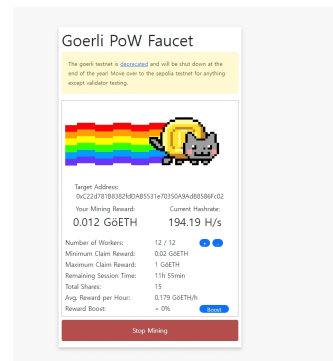 Goerli PoW Faucet
The goerli testnet is deprecated and will be shut down at
the end of the year! Move over to the sepolia testnet for anything
except validator testing.
Target Address:
0xC22d781B8382fdDAB5531e70350A9Ad88586Fc02
Your Mining Reward:
Current Hashrate:
0.012 GöETH
194.19 H/s
Number of Workers: 12 / 12 + -
Minimum Claim Reward: 0.02 GöETH
Maximum Claim Reward: 1 GöETH
Remaining Session Time: 11h 55min
Total Shares: 15
Avg. Reward per Hour: 0.179 GöETH/h
Reward Boost: + 0% Boost
Stop Mining